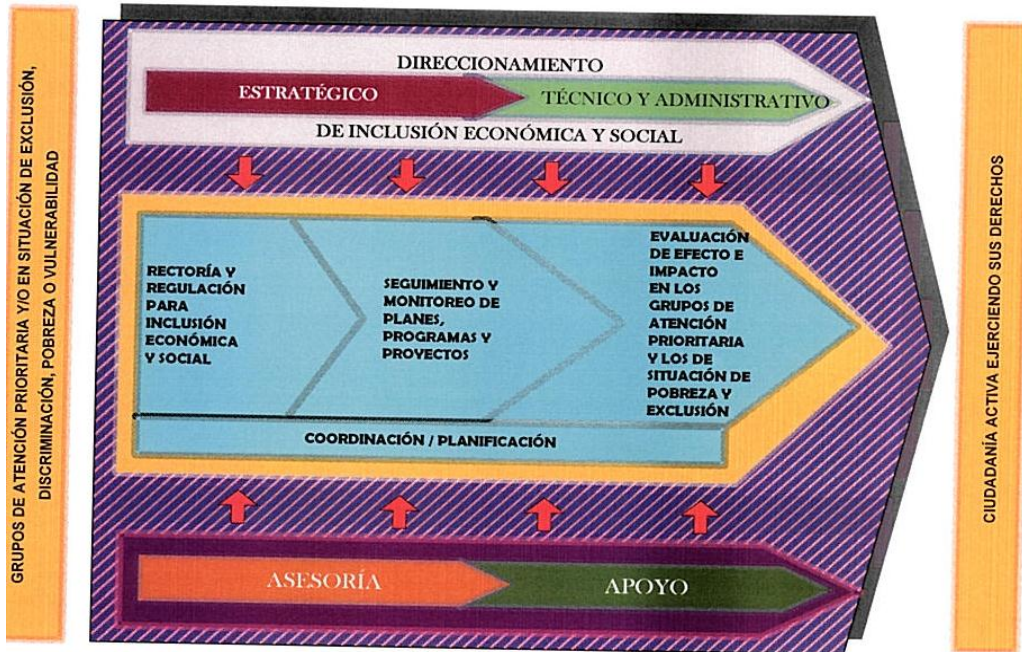 GRUPOS DE ATENCIÓN PRIORITARIA Y/O EN SITUACIÓN DE EXCLUSIÓN,
DISCRIMINACIÓN, POBREZA O VULNERABILIDAD
DIRECCIONAMIENTO
ESTRATÉGICO
TÉCNICO Y ADMINISTRATIVO
DE INCLUSIÓN ECONÓMICA Y SOCIAL
RECTORÍA Y
REGULACIÓN
PARA
INCLUSIÓN
ECONÓMICA
Y SOCIAL
SEGUIMIENTO Y
MONITOREO DE
PLANES,
PROGRAMAS Y
PROYECTOS
EVALUACIÓN
DE EFECTO E
IMPACTO
EN LOS
GRUPOS DE
ATENCIÓN
PRIORITARIA
Y LOS DE
SITUACIÓN DE
POBREZA Y
EXCLUSIÓN
COORDINACIÓN / PLANIFICACIÓN
ASESORÍA
APOYO
CIUDADANÍA ACTIVA EJERCIENDO SUS DERECHOS